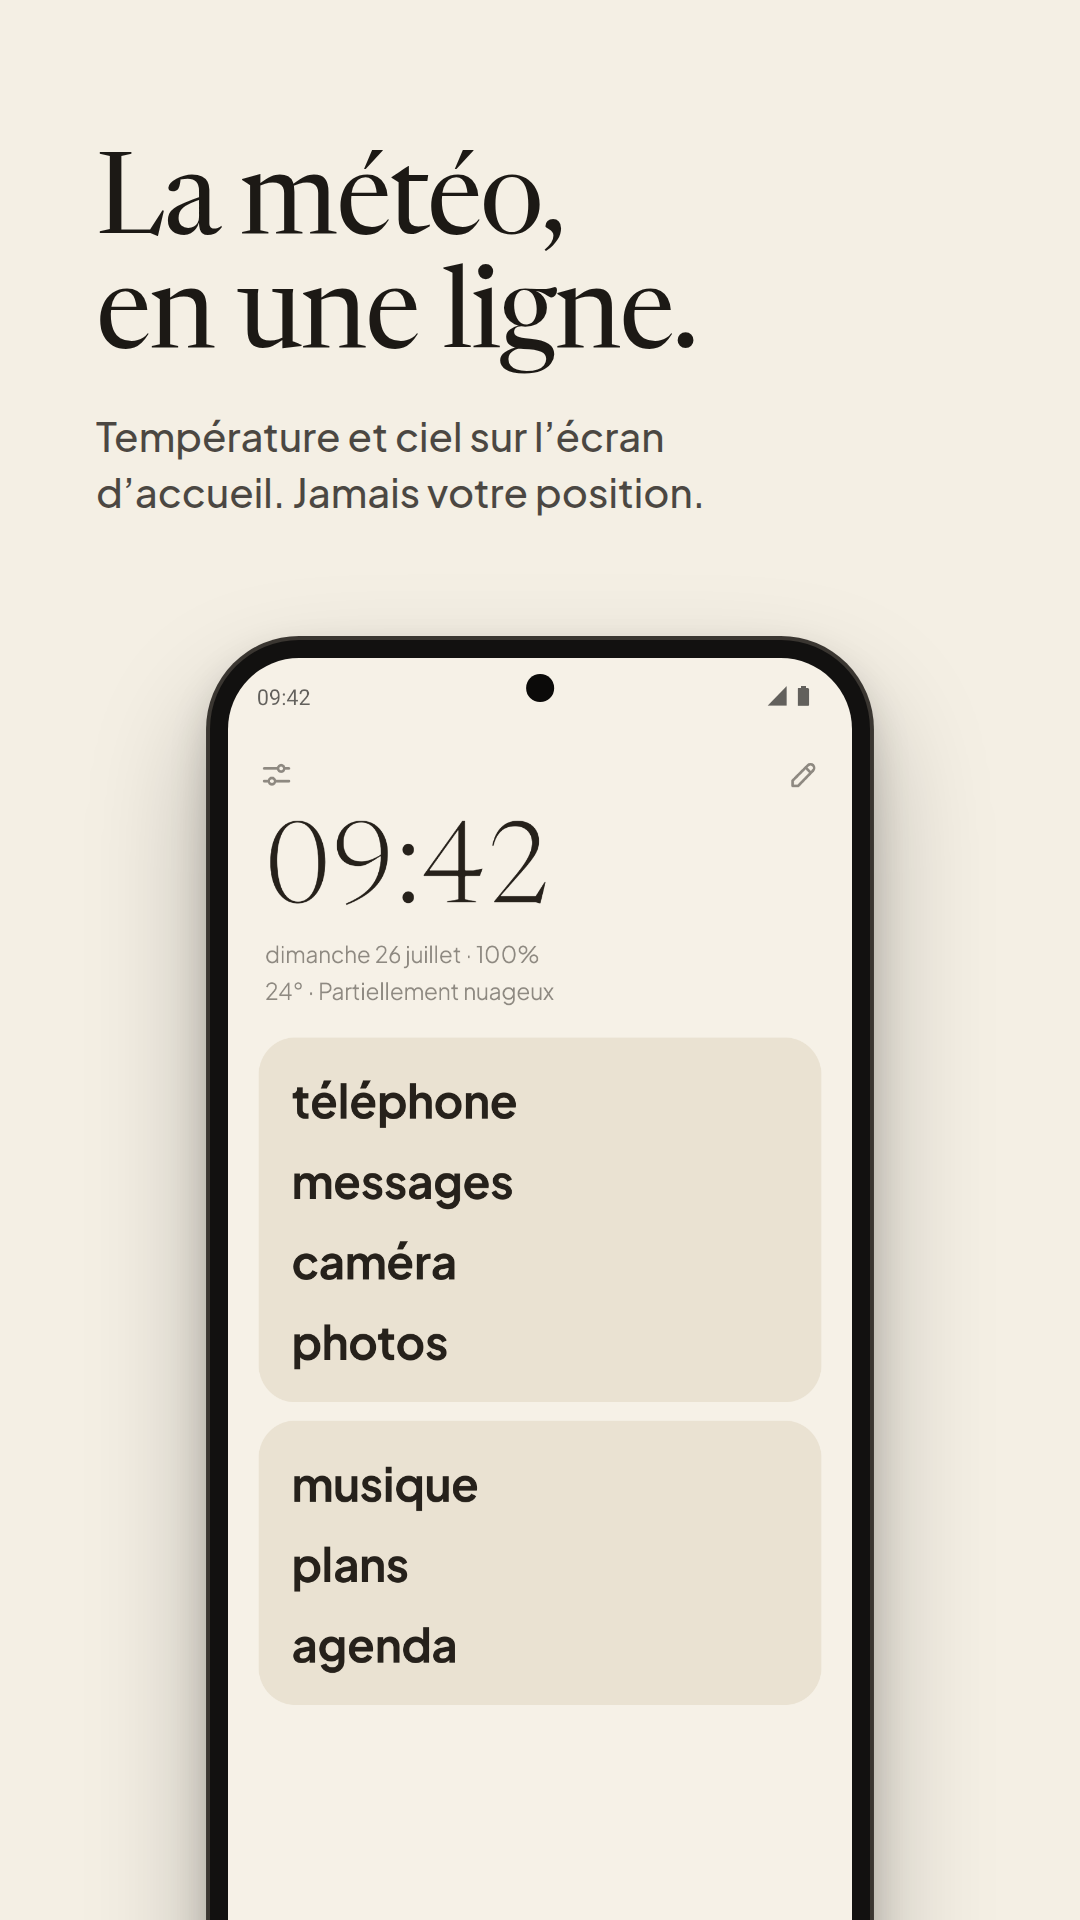 La météo,
en une ligne.
Température et ciel sur l’écran
d’accueil. Jamais votre position.
09:42
09:42
dimanche 26 juillet · 100%
24° · Partiellement nuageux
téléphone
messages
caméra
photos
musique
plans
agenda